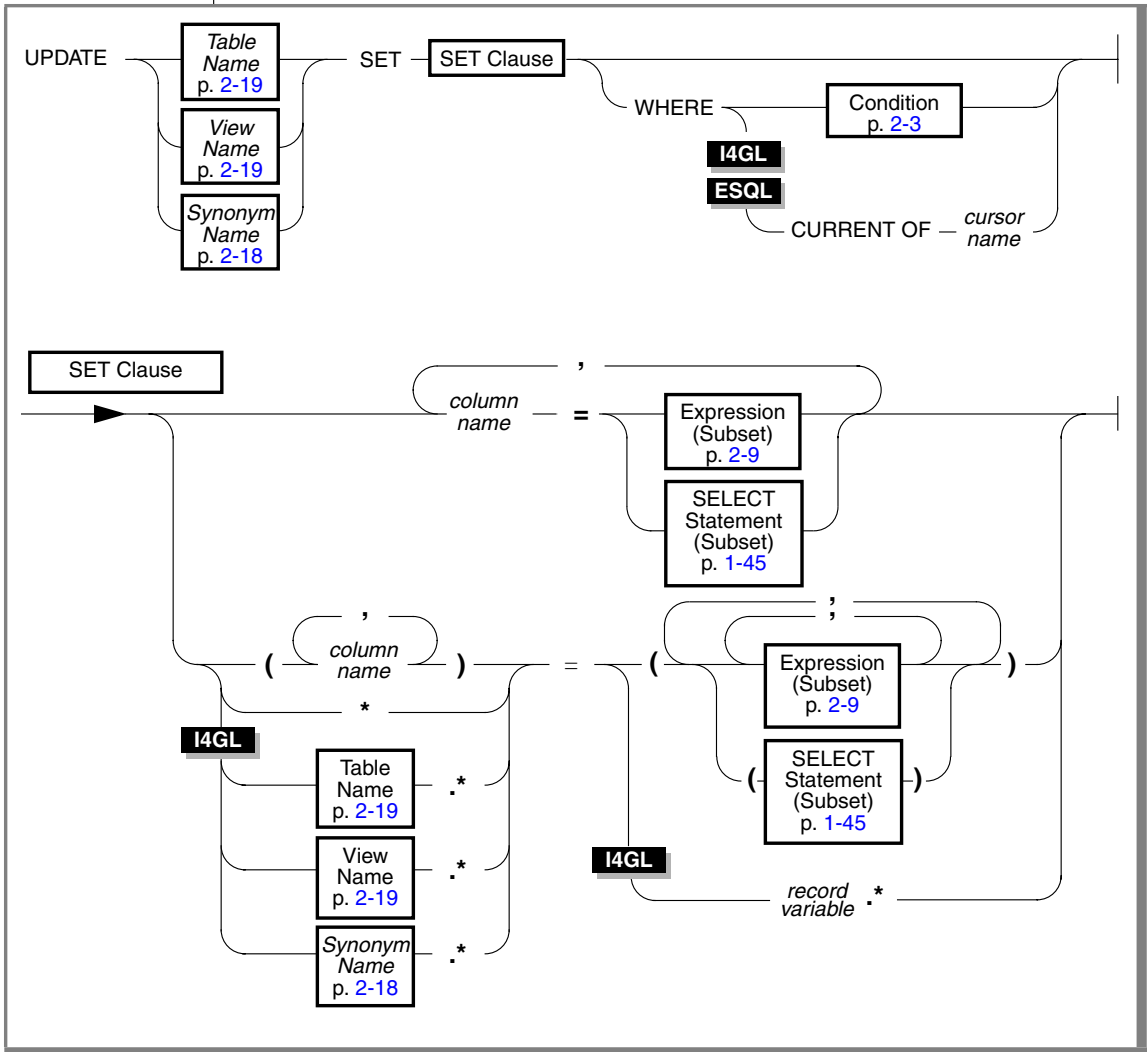 UPDATE
Table
Name
p. 2-19
SET
SET Clause
View
Name
p. 2-19
Synonym
Name
p. 2-18
WHERE
Condition
p. 2-3
I4GL
ESQL
CURRENT OF
cursor
name
SET Clause
,
column
name
=
Expression
(Subset)
p. 2-9
SELECT
Statement
(Subset)
p. 1-45
(
,
column
name
)
*
I4GL
Table
Name
p. 2-19
.*
View
Name
p. 2-19
.*
Synonym
Name
p. 2-18
.*
=
(
,
,
Expression
(Subset)
p. 2-9
)
(
SELECT
Statement
(Subset)
p. 1-45
)
I4GL
record
variable .*